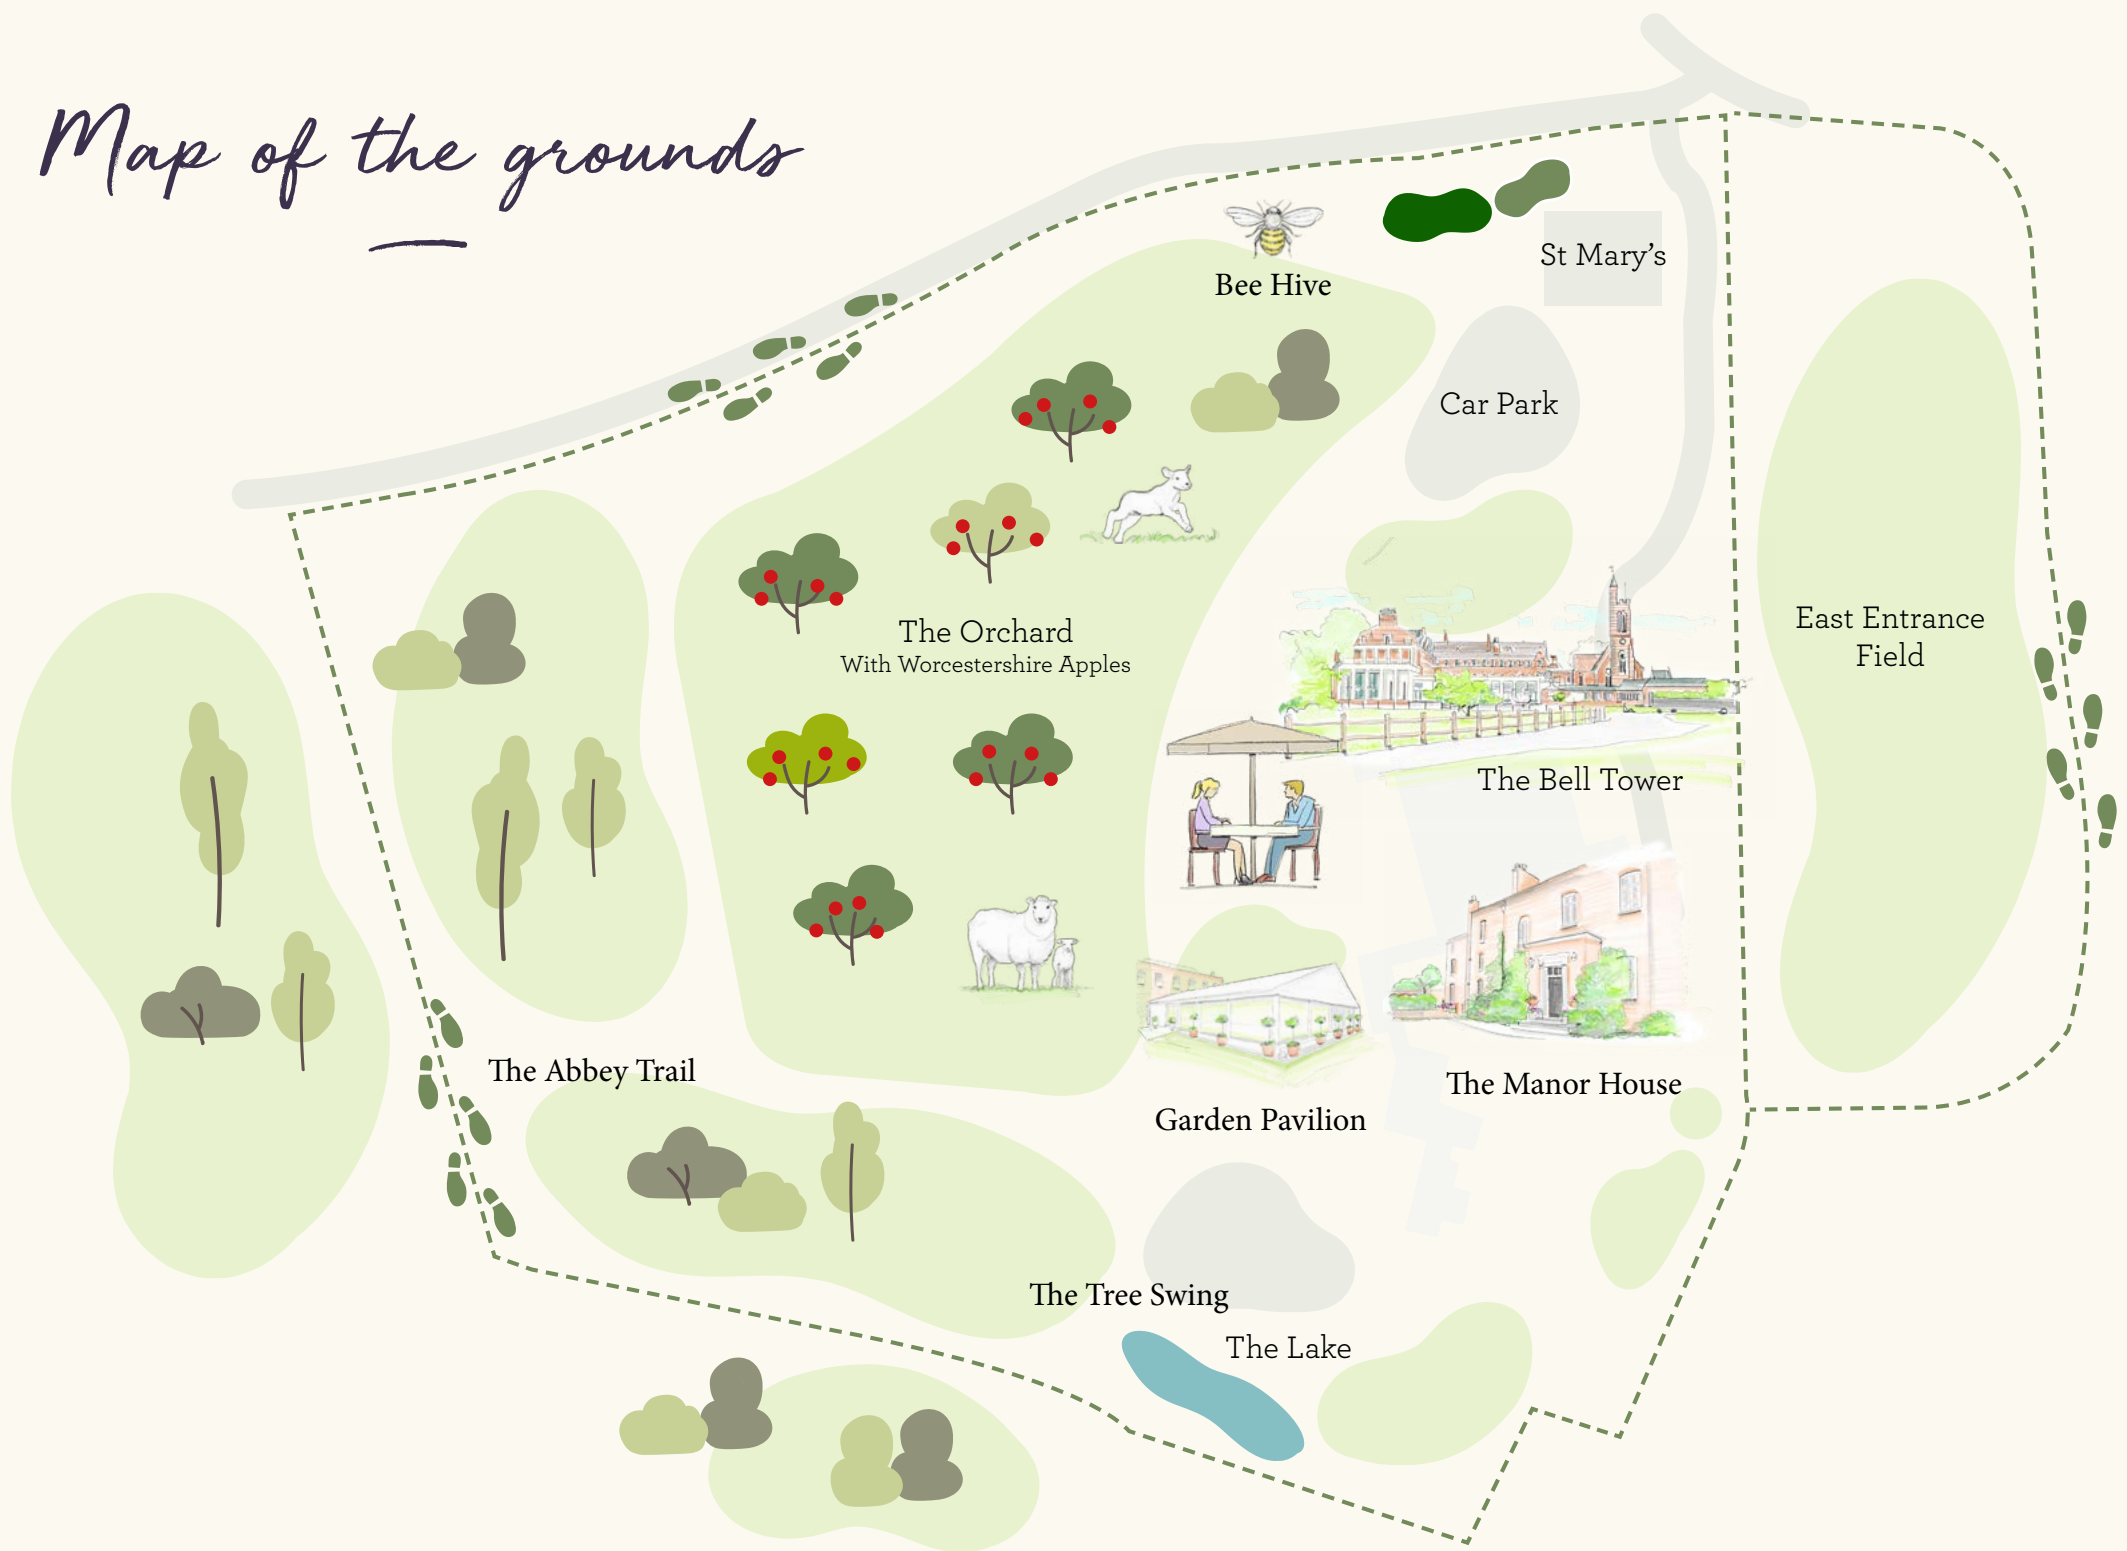 Map of the grounds
Bee Hive
St Mary’s
Car Park
The Orchard
With Worcestershire Apples
East Entrance
Field
The Bell Tower
The Abbey Trail
The Manor House
Garden Pavilion
The Tree Swing
The Lake